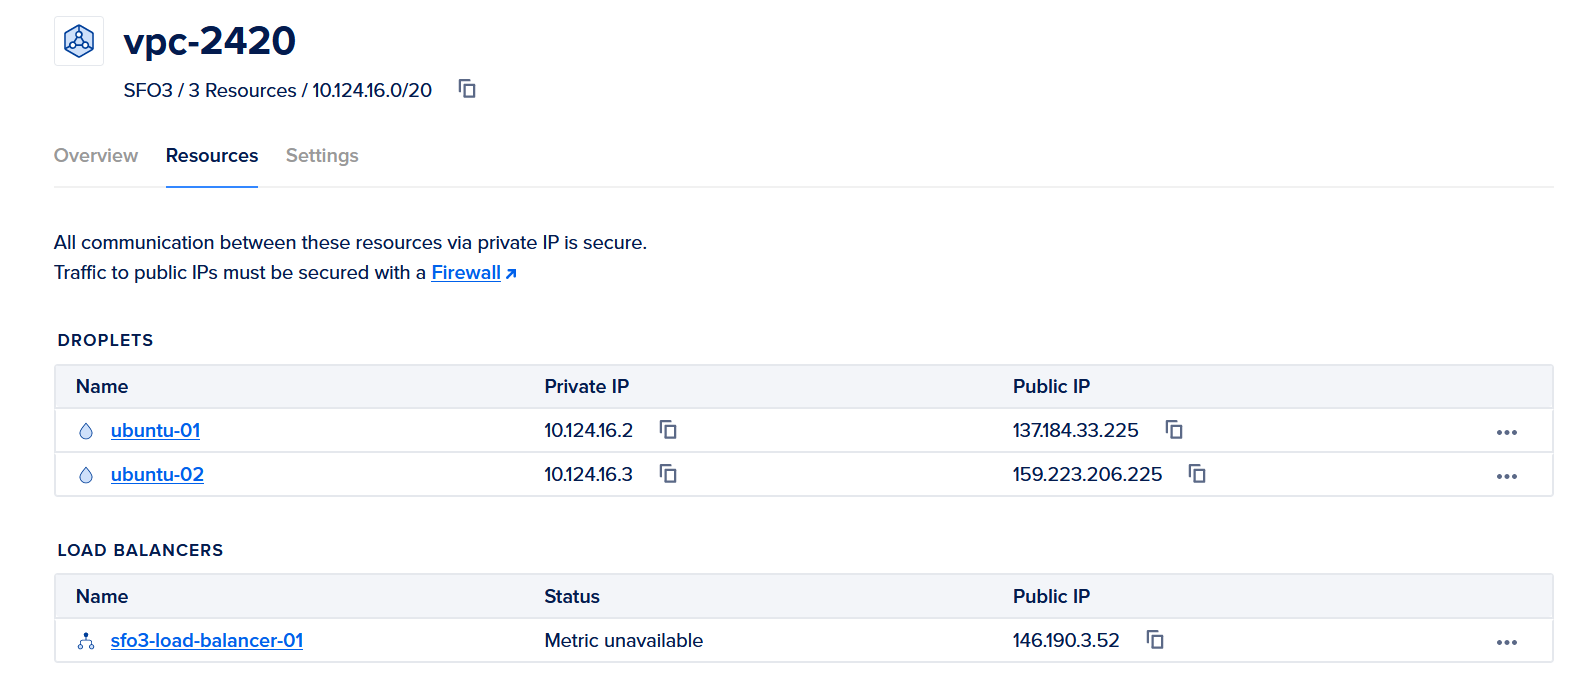 vpc-2420
SFO3 / 3 Resources / 10.124.16.0/20
Overview Resources Settings
All communication between these resources via private IP is secure.
Traffic to public IPs must be secured with a Firewall
DROPLETS
Name Private IP Public IP
ubuntu-01 10.124.16.2 137.184.33.225
ubuntu-02 10.124.16.3 159.223.206.225
LOAD BALANCERS
Name Status Public IP
sfo3-load-balancer-01 Metric unavailable 146.190.3.52